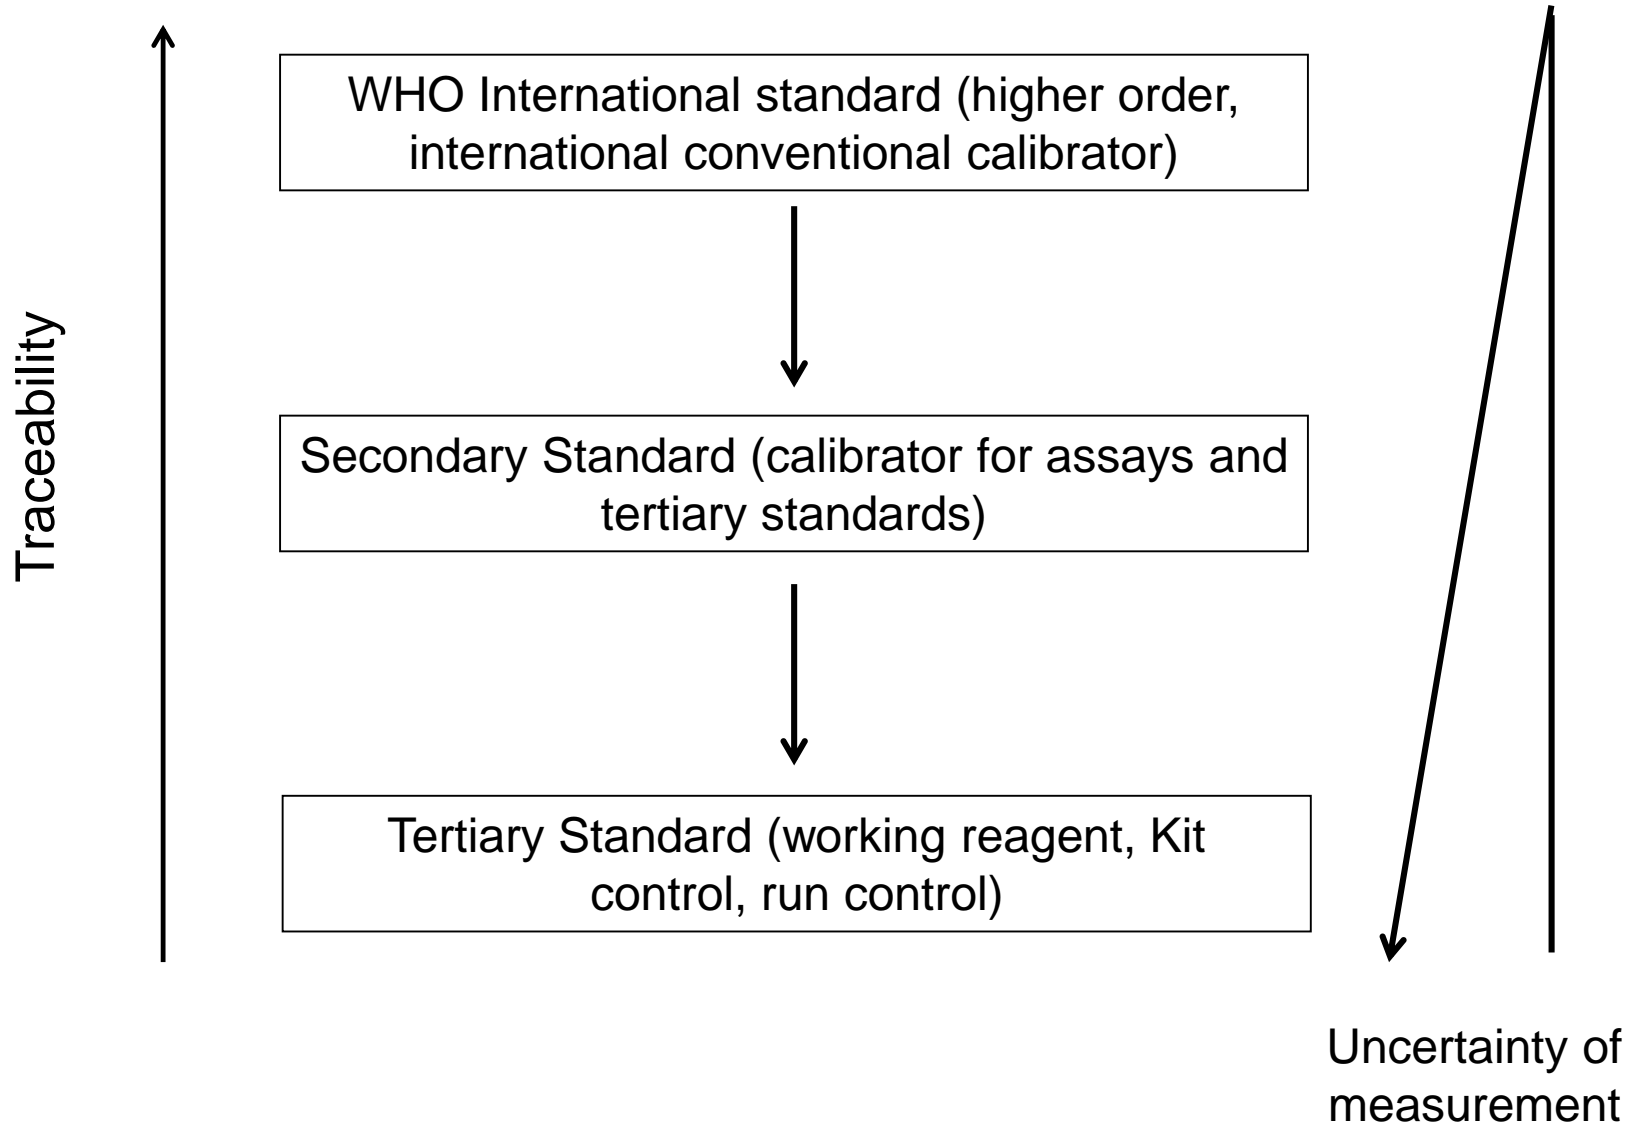 Traceability
WHO International standard (higher order,
international conventional calibrator)
Secondary Standard (calibrator for assays and
tertiary standards)
Tertiary Standard (working reagent, Kit
control, run control)
Uncertainty of
measurement